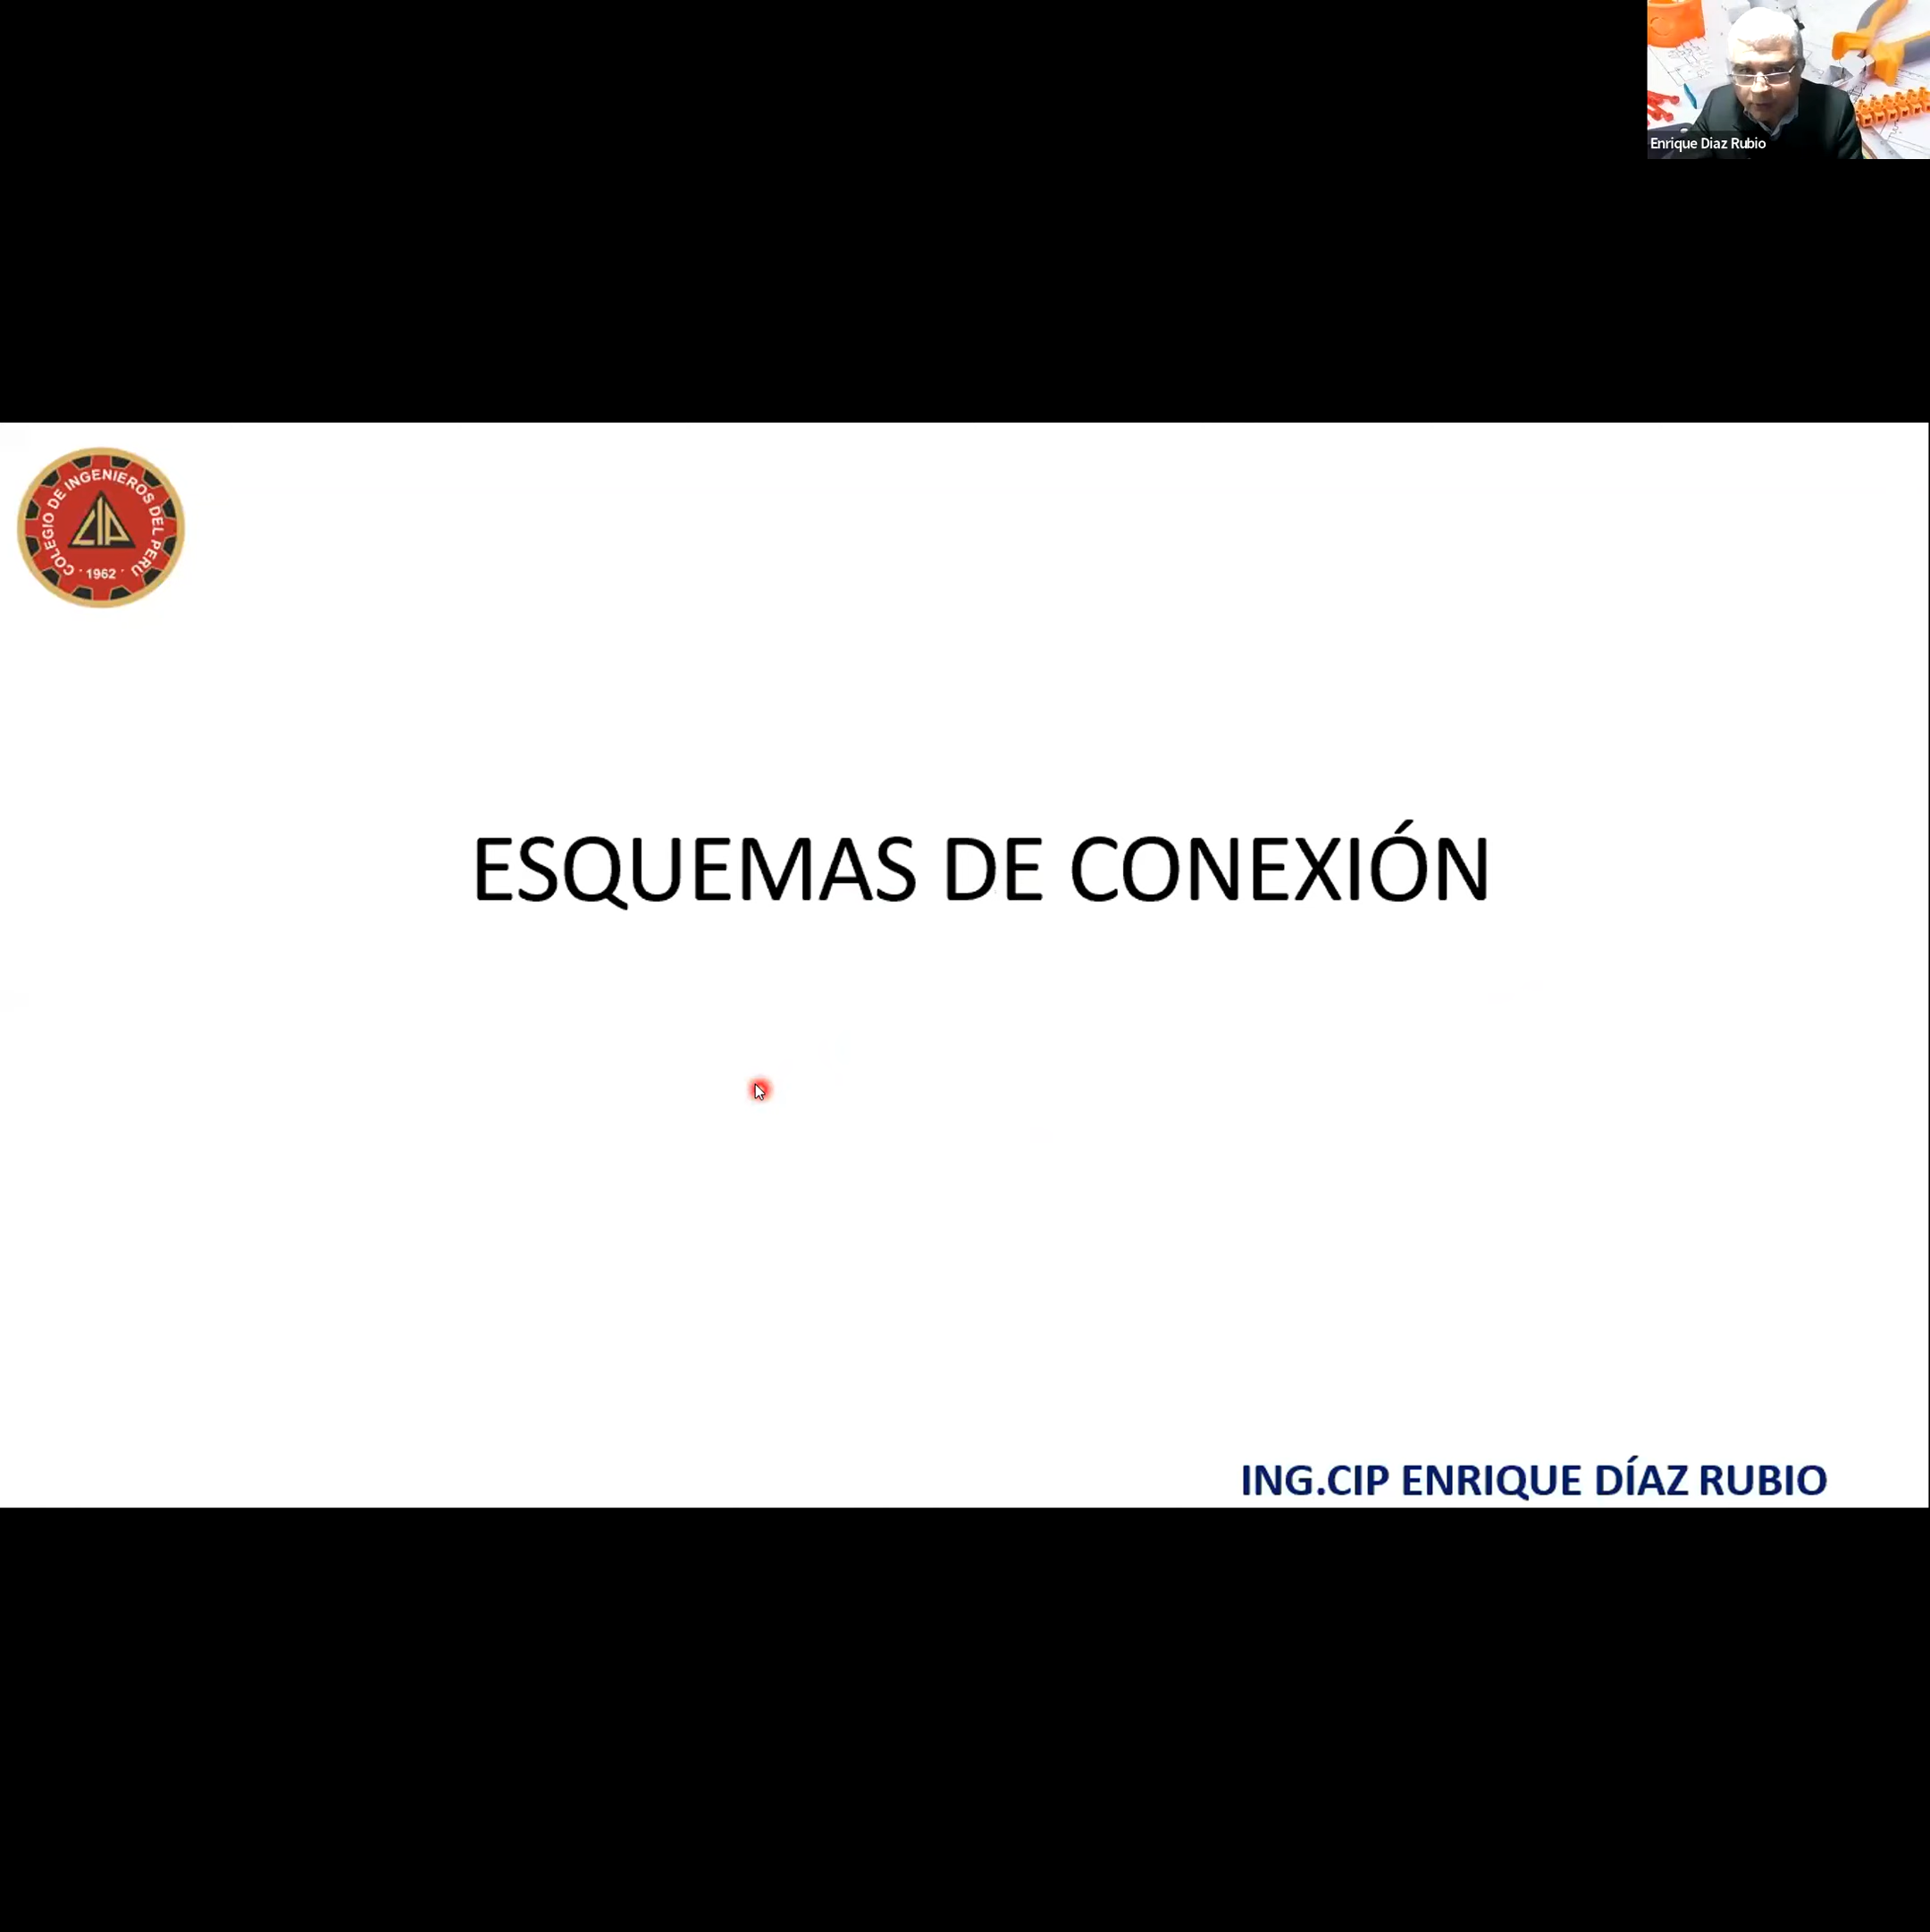 Enrique Diaz Rubio
COLEGIO DE INGENIEROS DEL PERU
CIP
· 1962 ·
ESQUEMAS DE CONEXIÓN
ING.CIP ENRIQUE DÍAZ RUBIO